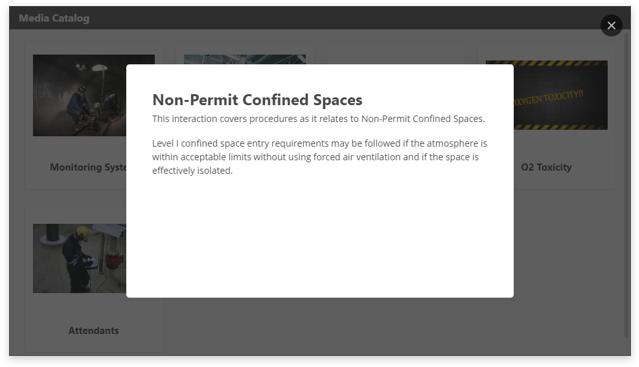 Media Catalog
Non-Permit Confined Spaces
This interaction covers procedures as it relates to Non-Permit Confined Spaces.
Level I confined space entry requirements may be followed if the atmosphere is
within acceptable limits without using forced air ventilation and if the space is
effectively isolated.
OXYGEN TOXICITY!!
Monitoring Syste
O2 Toxicity
Attendants